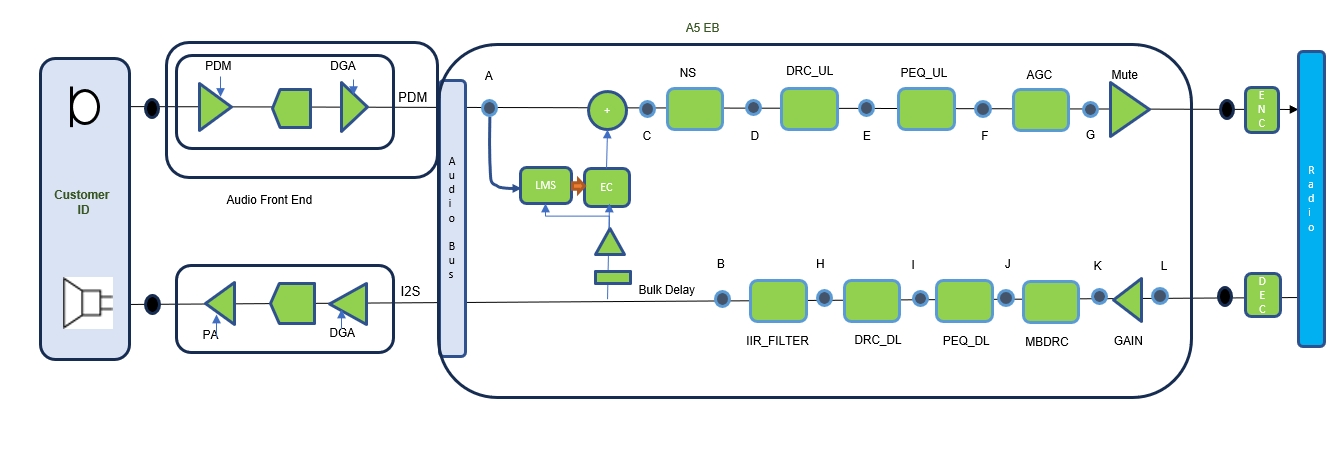 A5 EB
PDM
DGA
PDM
Audio Front End
Customer
ID
PA
DGA
I2S
Audio Bus
A
+
C
NS
D
DRC_UL
E
PEQ_UL
F
AGC
G
Mute
ENC
Radio
LMS
EC
Bulk Delay
B
IIR_FILTER
H
DRC_DL
I
PEQ_DL
J
MBDRC
K
GAIN
L
DEC